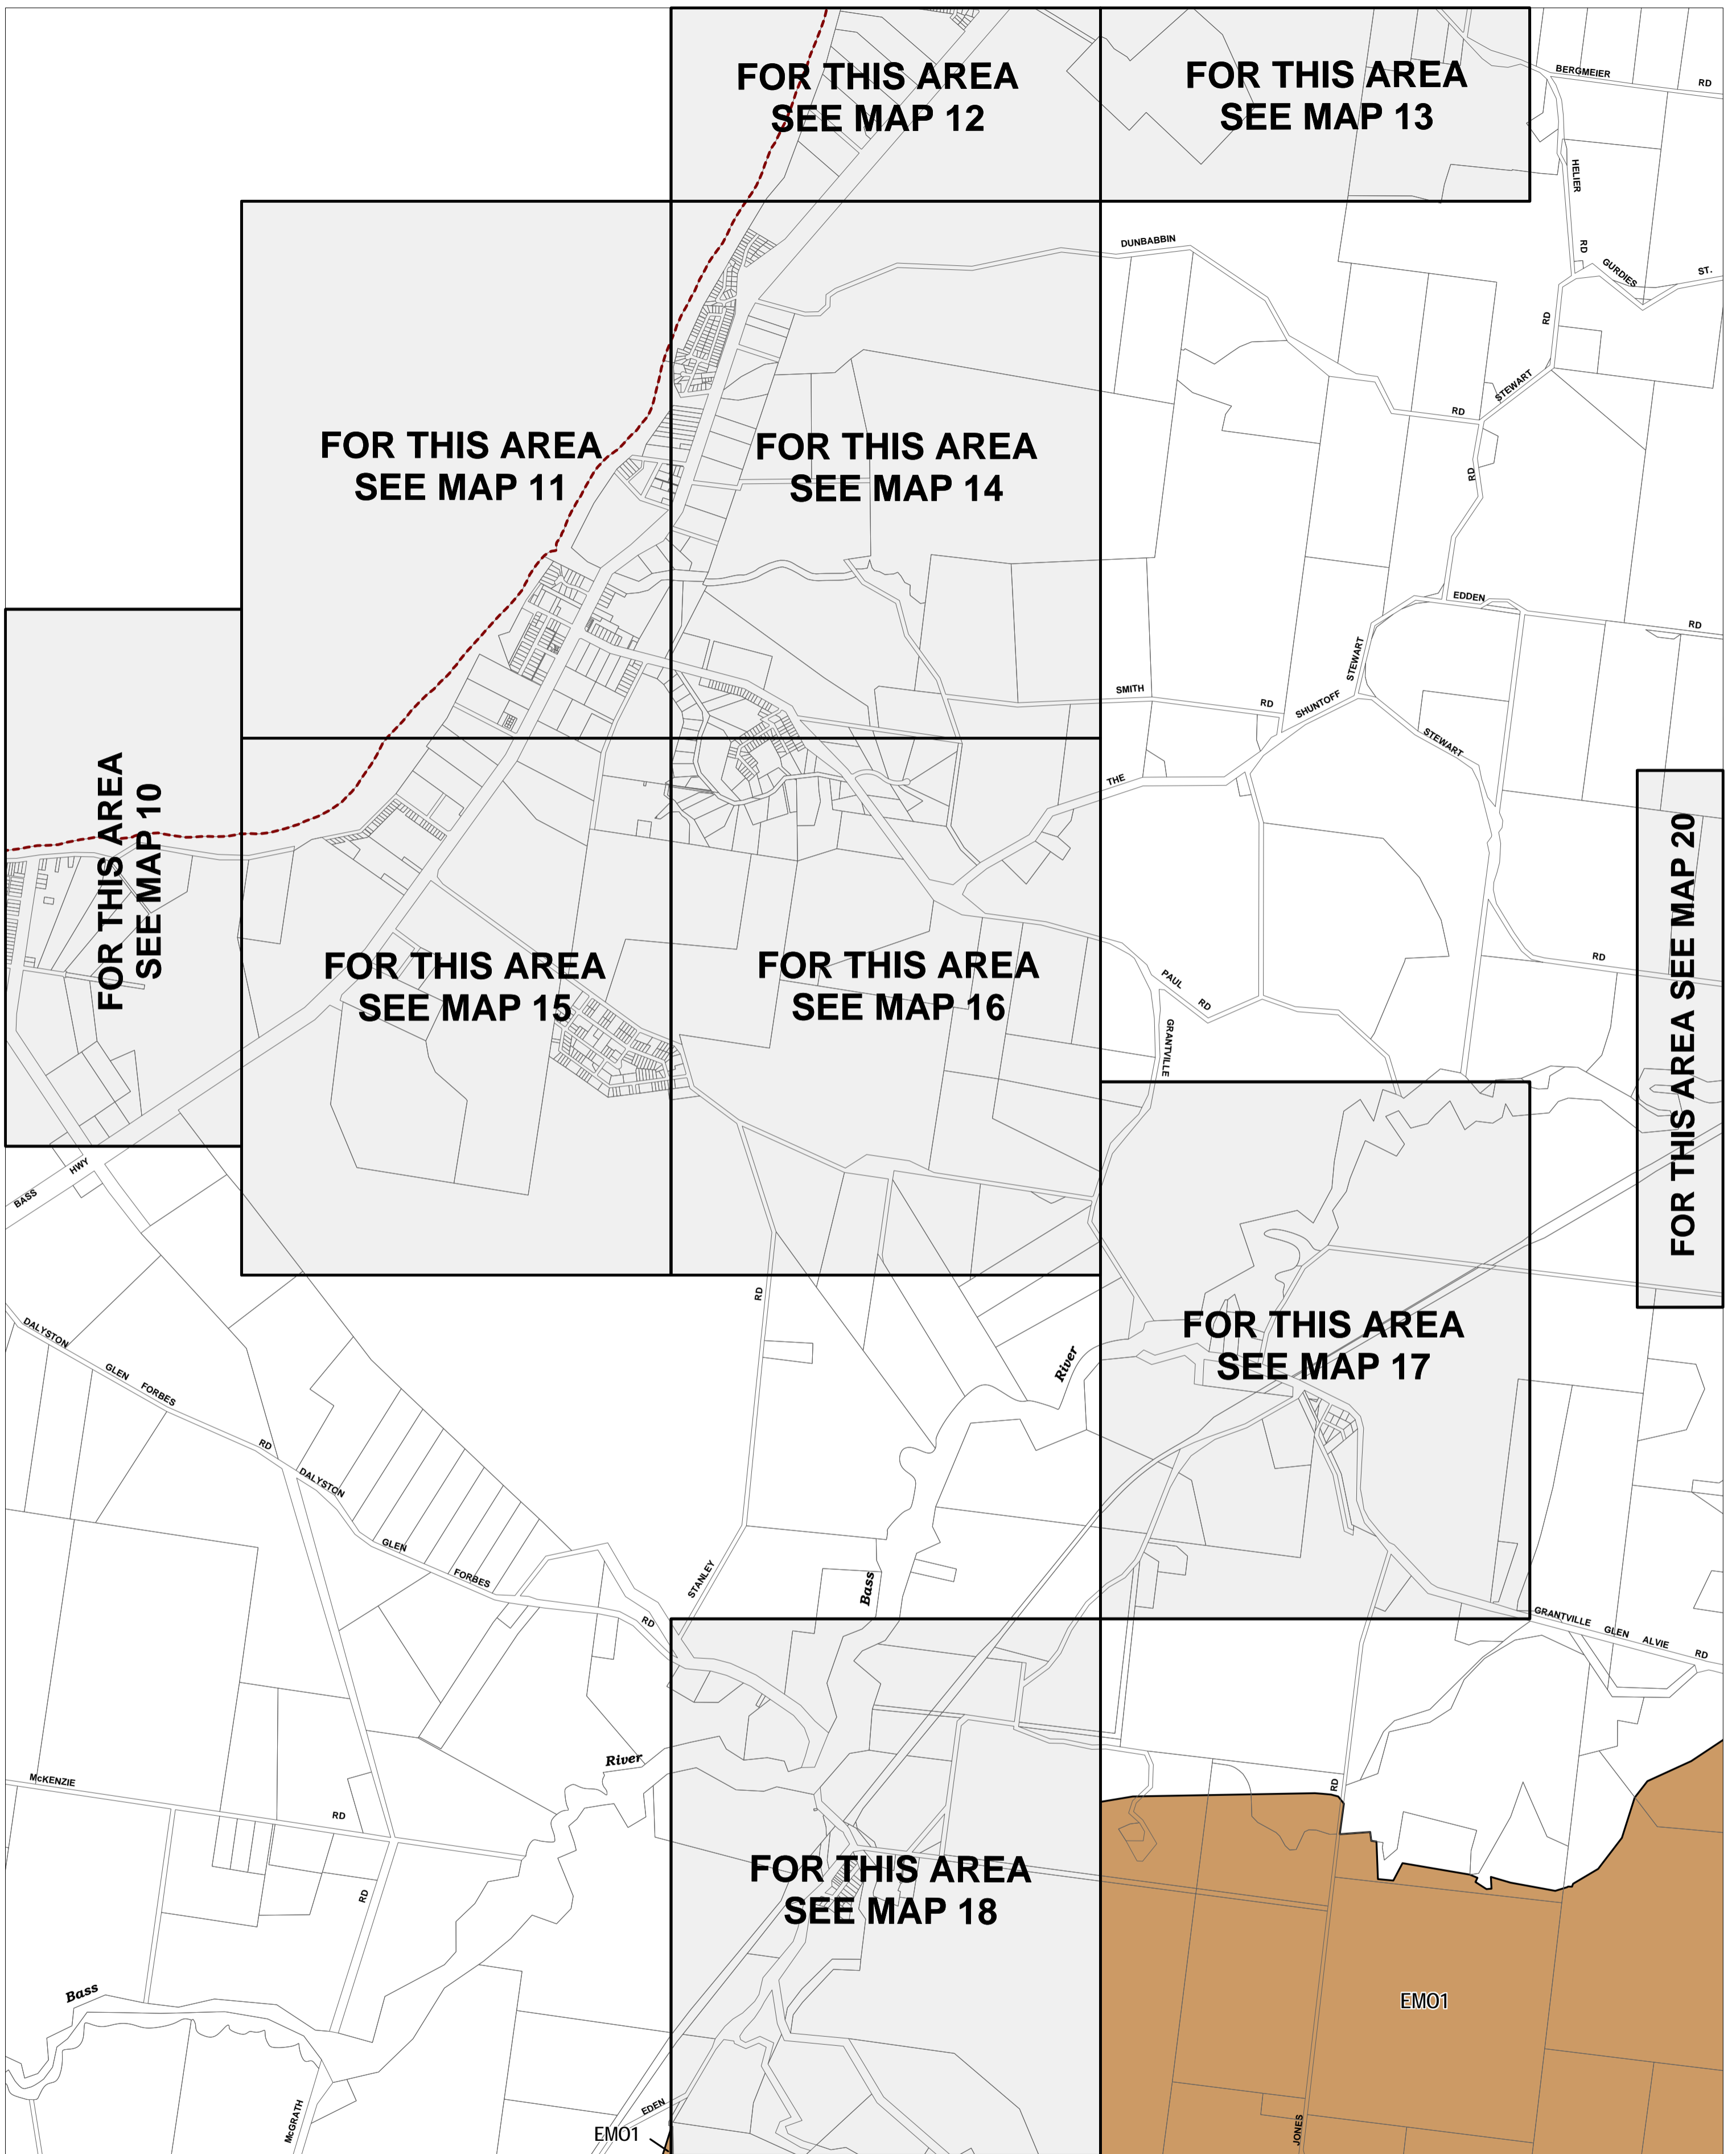 FOR THIS AREA
SEE MAP 12
FOR THIS AREA
SEE MAP 13
BERGMEIER
RD
HELIER
RD
GURDIES
ST.
DUNBABBIN
RD
STEWART
RD
RD
FOR THIS AREA
SEE MAP 11
FOR THIS AREA
SEE MAP 14
EDDEN
RD
STEWART
SMITH
RD
SHUNTOFF
STEWART
THE
FOR THIS AREA
SEE MAP 10
FOR THIS AREA SEE MAP 20
FOR THIS AREA
SEE MAP 15
FOR THIS AREA
SEE MAP 16
RD
PAUL
RD
GRANTVILLE
HWY
BASS
RD
DALYSTON
GLEN
FORBES
RD
River
FOR THIS AREA
SEE MAP 17
DALYSTON
GLEN
FORBES
RD
STANLEY
Bass
GRANTVILLE
GLEN
ALVIE
RD
River
McKENZIE
RD
RD
FOR THIS AREA
SEE MAP 18
RD
Bass
EMO1
EDEN
EMO1
McGRATH
JONES